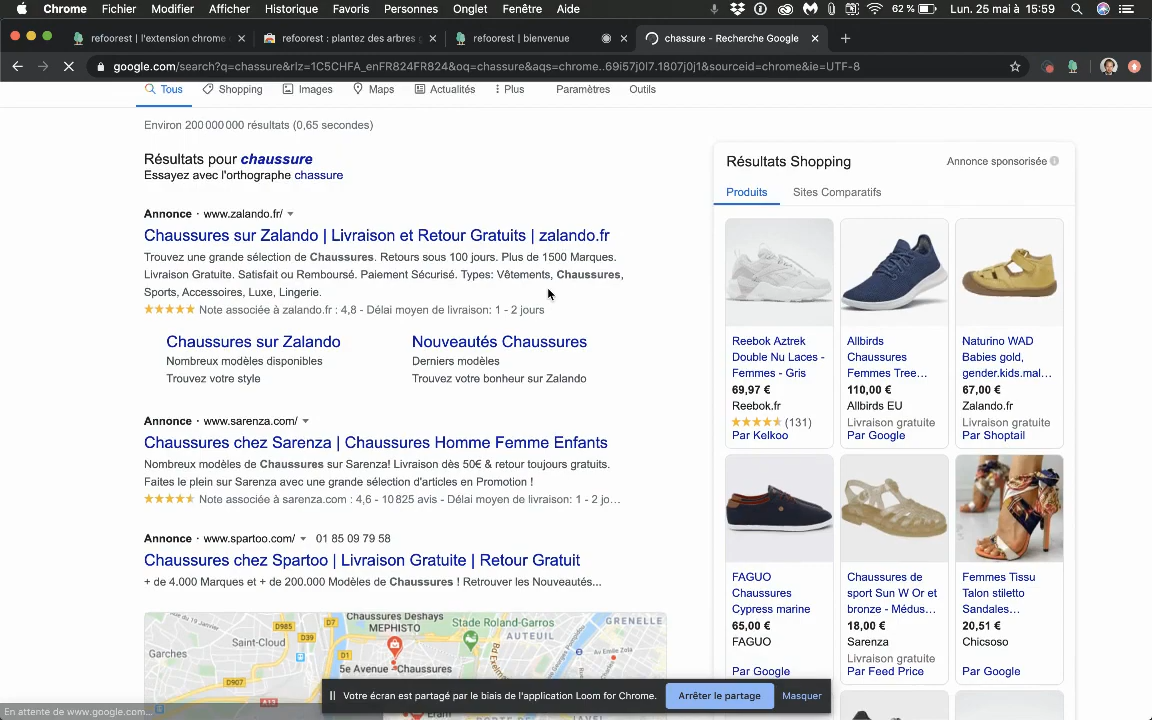 Chrome Fichier Modifier Afficher Historique Favoris Personnes Onglet Fenêtre Aide 62 % Lun. 25 mai à 15:59
refoorest | l'extension chrome
refoorest : plantez des arbres g
refoorest | bienvenue
chassure - Recherche Google
google.com/search?q=chassure&rlz=1C5CHFA_enFR824FR824&oq=chassure&aqs=chrome..69i57j0l7.1807j0j1&sourceid=chrome&ie=UTF-8
Tous Shopping Images Maps Actualités Plus Paramètres Outils
Environ 200 000 000 résultats (0,65 secondes)
Résultats pour chaussure
Essayez avec l'orthographe chassure
Annonce · www.zalando.fr/
Chaussures sur Zalando | Livraison et Retour Gratuits | zalando.fr
Trouvez une grande sélection de Chaussures. Retours sous 100 jours. Plus de 1500 Marques.
Livraison Gratuite. Satisfait ou Remboursé. Paiement Sécurisé. Types: Vêtements, Chaussures,
Sports, Accessoires, Luxe, Lingerie.
Note associée à zalando.fr : 4,8 - Délai moyen de livraison: 1 - 2 jours
Chaussures sur Zalando
Nombreux modèles disponibles
Trouvez votre style
Nouveautés Chaussures
Derniers modèles
Trouvez votre bonheur sur Zalando
Annonce · www.sarenza.com/
Chaussures chez Sarenza | Chaussures Homme Femme Enfants
Nombreux modèles de Chaussures sur Sarenza! Livraison dès 50€ & retour toujours gratuits.
Faites le plein sur Sarenza avec une grande sélection d'articles en Promotion !
Note associée à sarenza.com : 4,6 - 10 825 avis - Délai moyen de livraison: 1 - 2 jo…
Annonce · www.spartoo.com/ 01 85 09 79 58
Chaussures chez Spartoo | Livraison Gratuite | Retour Gratuit
+ de 4.000 Marques et + de 200.000 Modèles de Chaussures ! Retrouver les Nouveautés...
Chaussures Deshays
MEPHISTO
Stade Roland-Garros
GRENELLE
D985
D7
D39
AUTEUIL
Saint-Cloud
Garches
D1
5e Avenue - Chaussures
D907
A13
Eram
Résultats Shopping
Annonce sponsorisée
Produits
Sites Comparatifs
Reebok Aztrek
Double Nu Laces -
Femmes - Gris
69,97 €
Reebok.fr
(131)
Par Kelkoo
Allbirds
Chaussures
Femmes Tree…
110,00 €
Allbirds EU
Livraison gratuite
Par Google
Naturino WAD
Babies gold,
gender.kids.mal…
67,00 €
Zalando.fr
Livraison gratuite
Par Shoptail
FAGUO
Chaussures
Cypress marine
65,00 €
FAGUO
Par Google
Chaussures de
sport Sun W Or et
bronze - Médus…
18,00 €
Sarenza
Livraison gratuite
Par Feed Price
Femmes Tissu
Talon stiletto
Sandales…
20,51 €
Chicsoso
Par Google
Votre écran est partagé par le biais de l'application Loom for Chrome.
Arrêter le partage
Masquer
En attente de www.google.com...